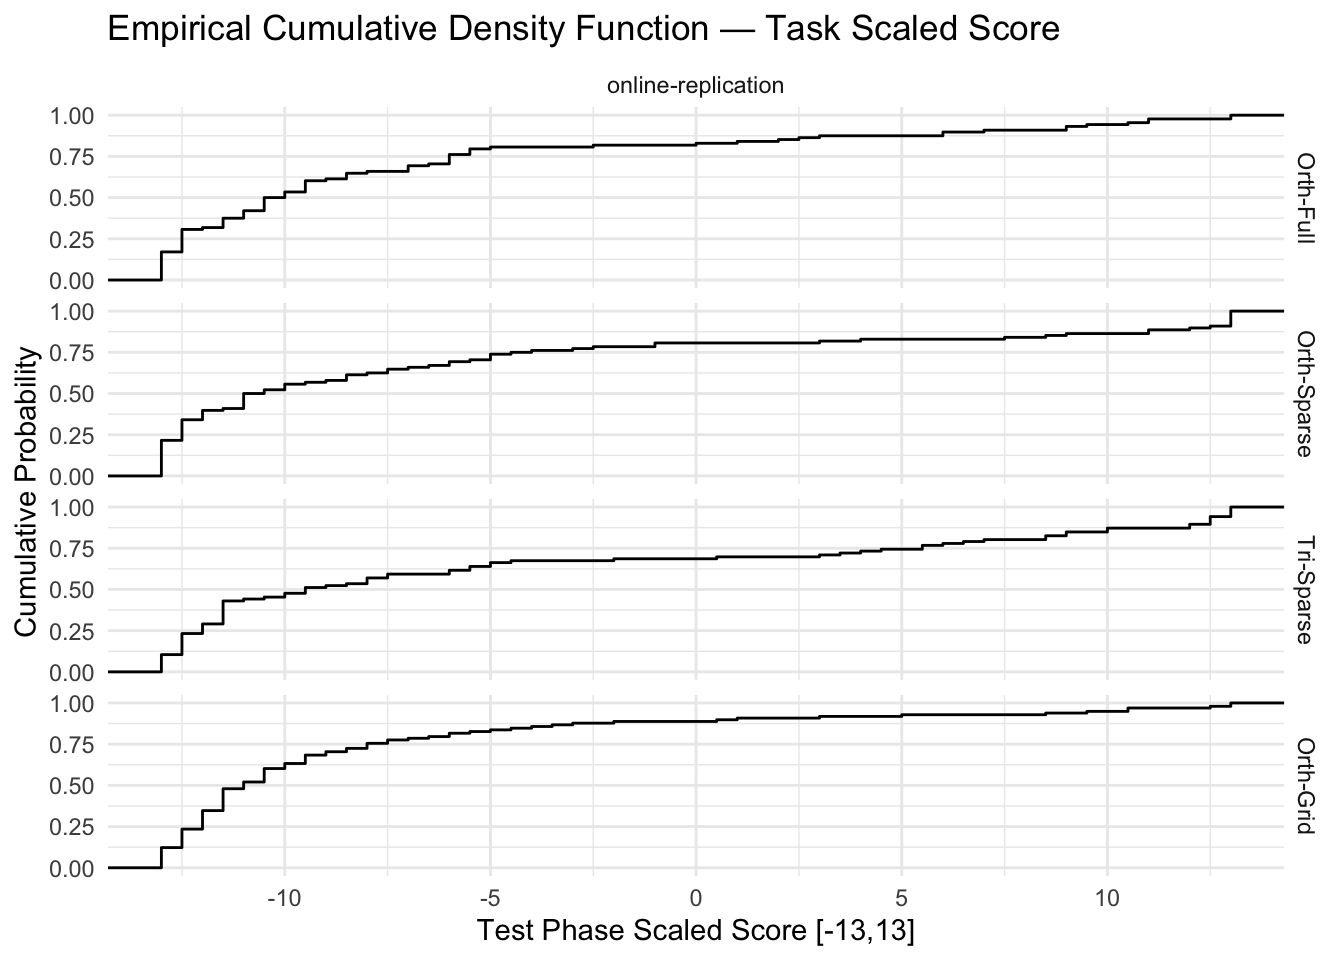 Empirical Cumulative Density Function — Task Scaled Score
online-replication
Cumulative Probability
1.00
0.75
0.50
0.25
0.00
Orth-Full
1.00
0.75
0.50
0.25
0.00
Orth-Sparse
1.00
0.75
0.50
0.25
0.00
Tri-Sparse
1.00
0.75
0.50
0.25
0.00
Orth-Grid
-10 -5 0 5 10
Test Phase Scaled Score [-13,13]